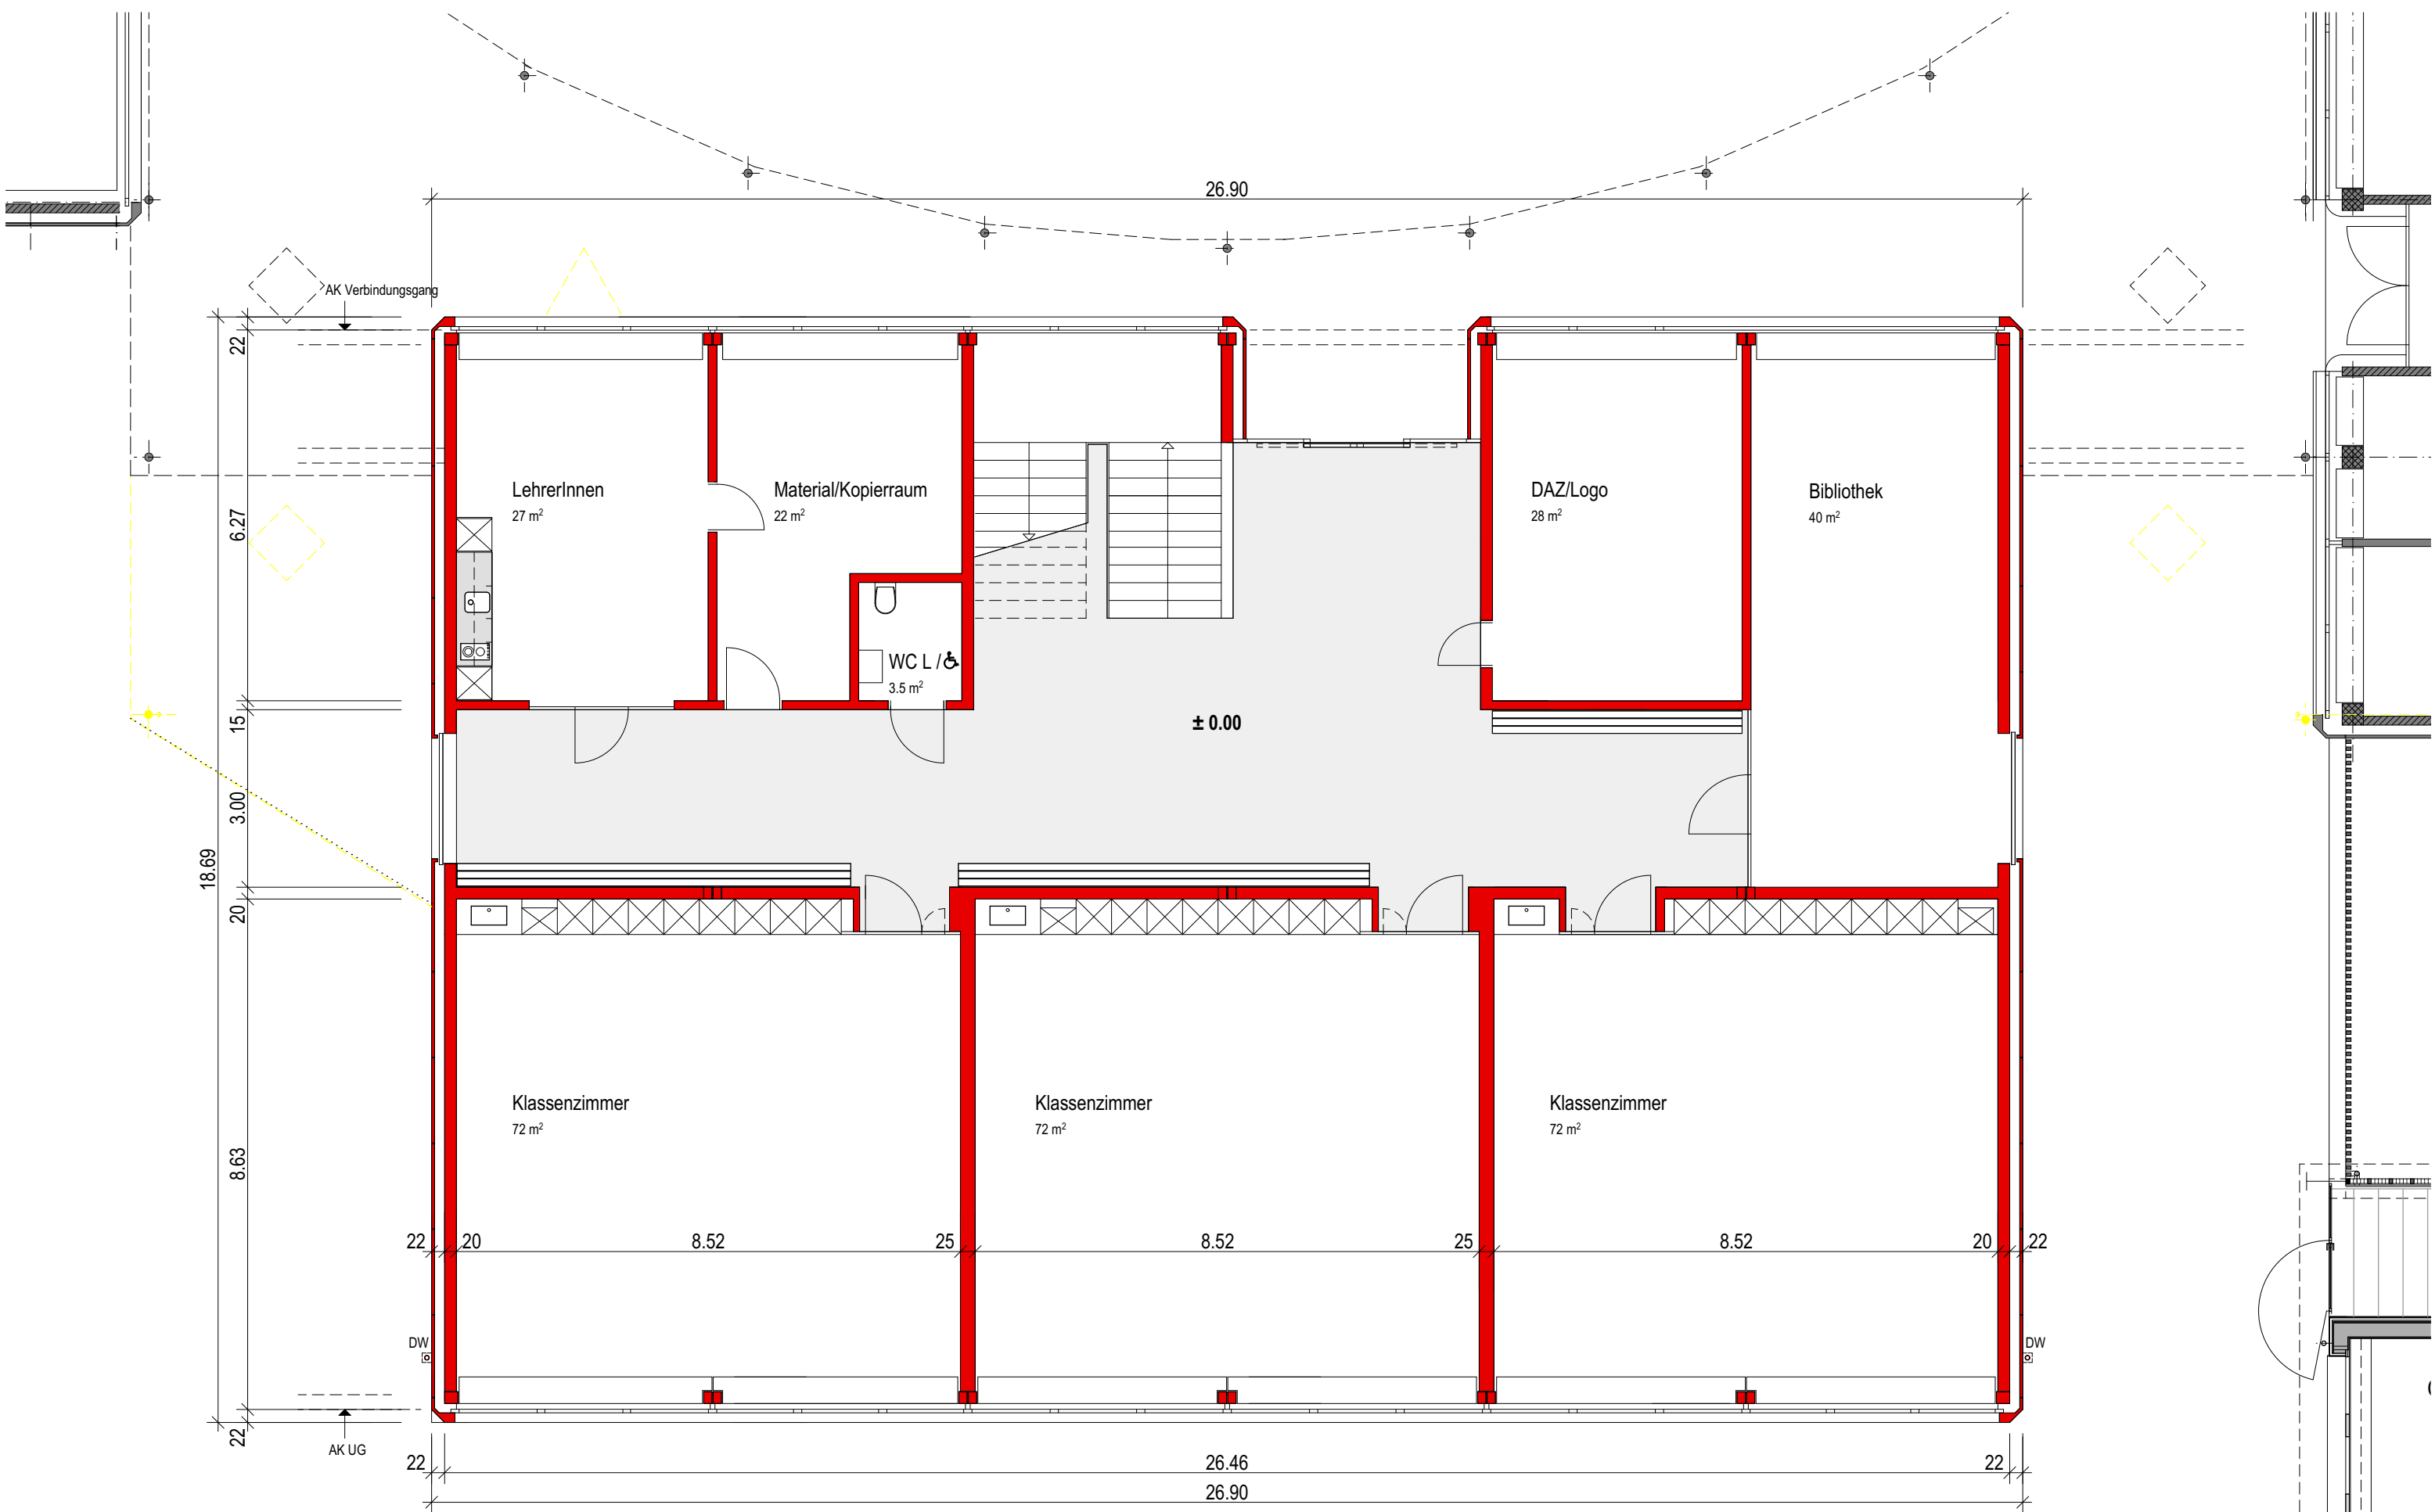 26.90
AK Verbindungsgang
22
LehrerInnen
27 m²
Material/Kopierraum
22 m²
DAZ/Logo
28 m²
Bibliothek
40 m²
6.27
WC L /
3.5 m²
15
± 0.00
3.00
18.69
20
Klassenzimmer
72 m²
Klassenzimmer
72 m²
Klassenzimmer
72 m²
8.63
22 20 8.52 25 8.52 25 8.52 20 22
DW
DW
22
AK UG
22 26.46 22
26.90